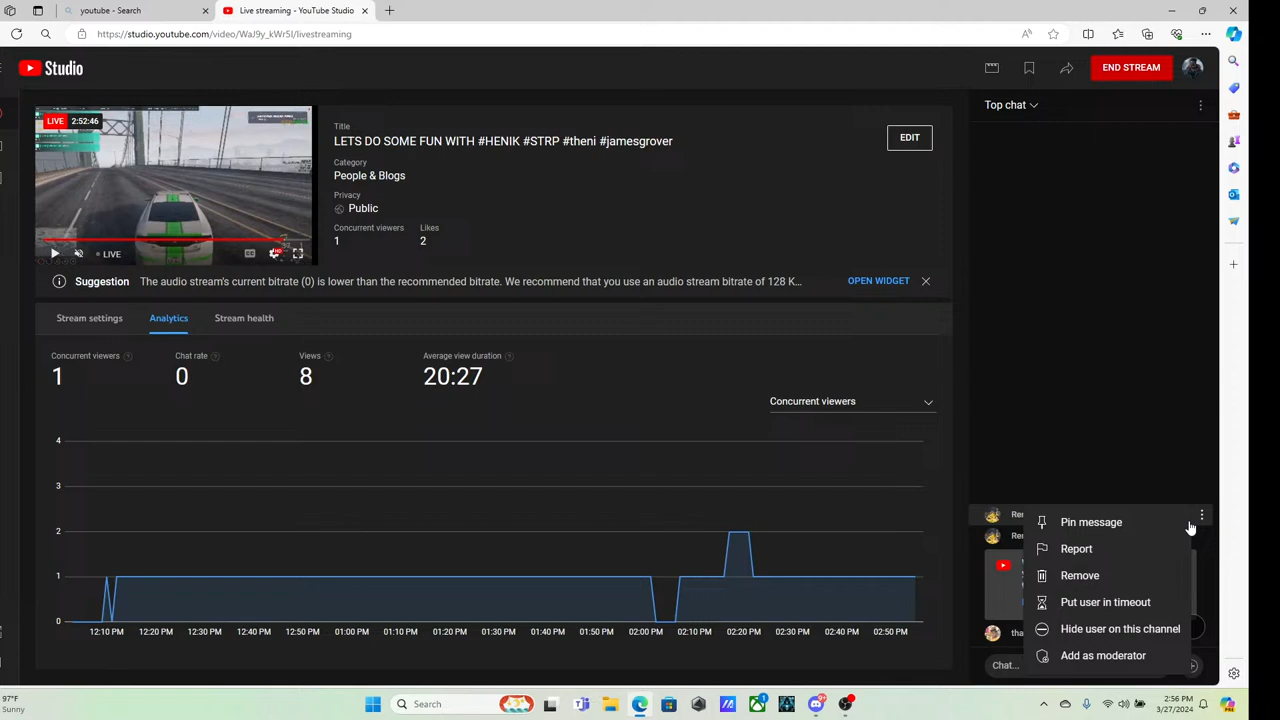 youtube - Search
Live streaming - YouTube Studio
https://studio.youtube.com/video/WaJ9y_kWr5I/livestreaming
Studio
END STREAM
LIVE 2:52:46
LIVE
Title
LETS DO SOME FUN WITH #HENIK #STRP #theni #jamesgrover
Category
People & Blogs
Privacy
Public
Concurrent viewers Likes
1 2
EDIT
Top chat
Suggestion The audio stream's current bitrate (0) is lower than the recommended bitrate. We recommend that you use an audio stream bitrate of 128 K...
OPEN WIDGET
Stream settings Analytics Stream health
Concurrent viewers Chat rate Views Average view duration
1 0 8 20:27
Concurrent viewers
4
3
2
1
0
12:10 PM 12:20 PM 12:30 PM 12:40 PM 12:50 PM 01:00 PM 01:10 PM 01:20 PM 01:30 PM 01:40 PM 01:50 PM 02:00 PM 02:10 PM 02:20 PM 02:30 PM 02:40 PM 02:50 PM
Pin message
Report
Remove
Put user in timeout
Hide user on this channel
Add as moderator
Chat...
97°F
Sunny
Search
2:56 PM
3/27/2024